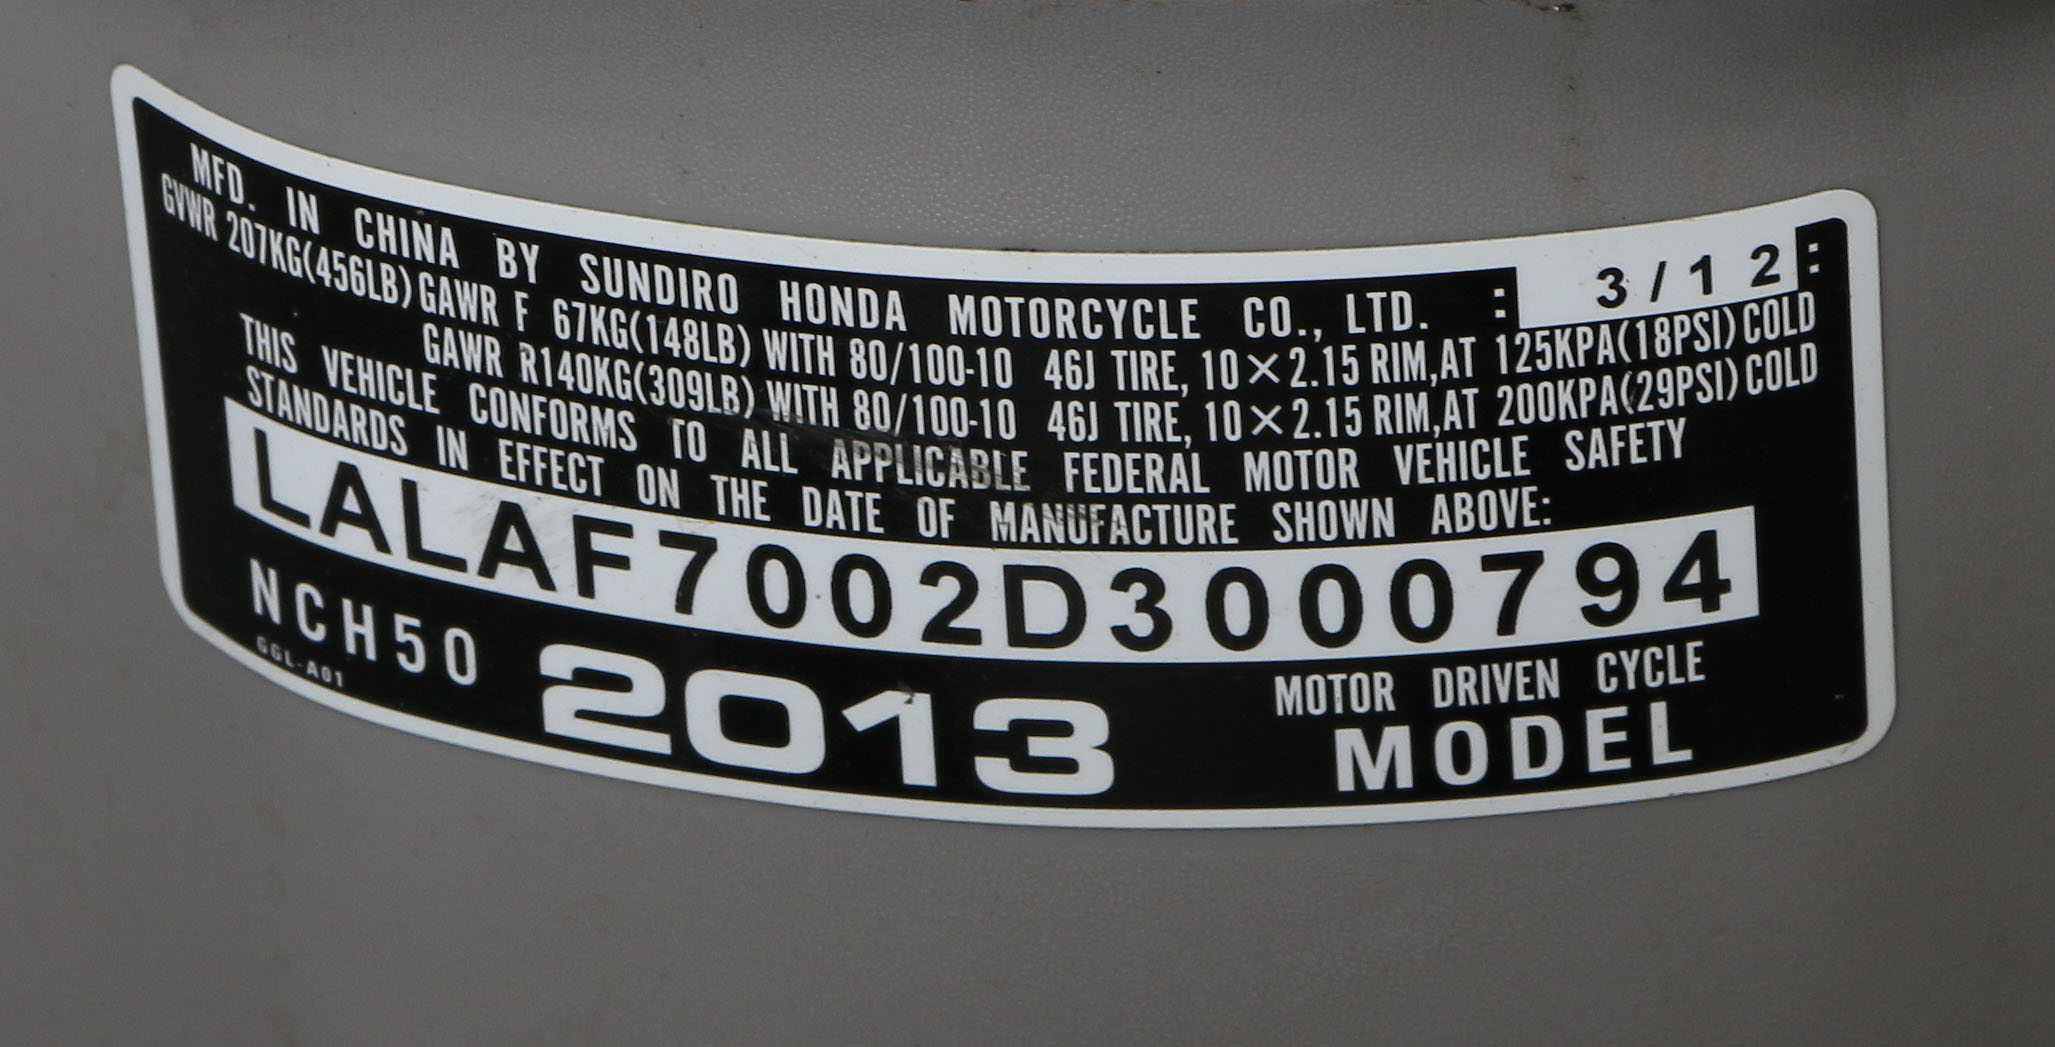 MFD. IN CHINA BY SUNDIRO HONDA MOTORCYCLE CO., LTD. : 3/12:
GVWR 207KG(456LB) GAWR F 67KG(148LB) WITH 80/100-10 46J TIRE, 10×2.15 RIM, AT 125KPA(18PSI) COLD
GAWR R140KG(309LB) WITH 80/100-10 46J TIRE, 10×2.15 RIM, AT 200KPA(29PSI) COLD
THIS VEHICLE CONFORMS TO ALL APPLICABLE FEDERAL MOTOR VEHICLE SAFETY
STANDARDS IN EFFECT ON THE DATE OF MANUFACTURE SHOWN ABOVE:
LALAF7002D3000794
NCH50
MOTOR DRIVEN CYCLE
GGL-A01
2013 MODEL